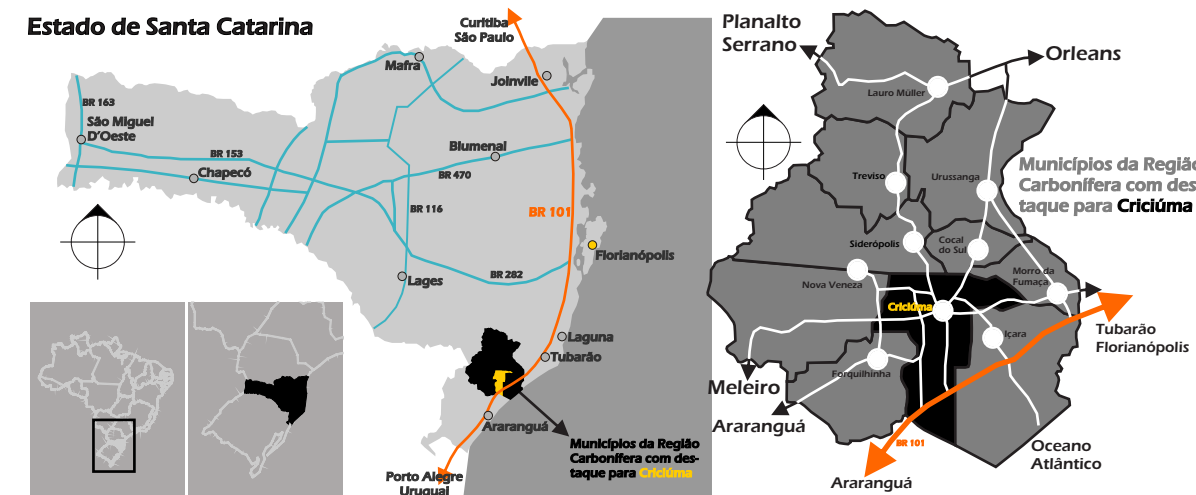 Estado de Santa Catarina
Curitiba
São Paulo
Mafra
Joinvile
BR 163
São Miguel
D'Oeste
BR 153
Chapecó
Blumenal
BR 470
BR 116
BR 101
Florianópolis
BR 282
Lages
Laguna
Tubarão
Araranguá
Municípios da Região
Carbonífera com des-
taque para Criciúma
Porto Alegre
Uruguai
Planalto
Serrano
Orleans
Lauro Müller
Treviso
Urussanga
Municípios da Região
Carbonífera com des-
taque para Criciúma
Siderópolis
Cocal
do Sul
Nova Veneza
Morro da
Fumaça
Criciúma
Içara
Tubarão
Florianópolis
Forquilhinha
Meleiro
Araranguá
BR 101
Oceano
Atlântico
Araranguá